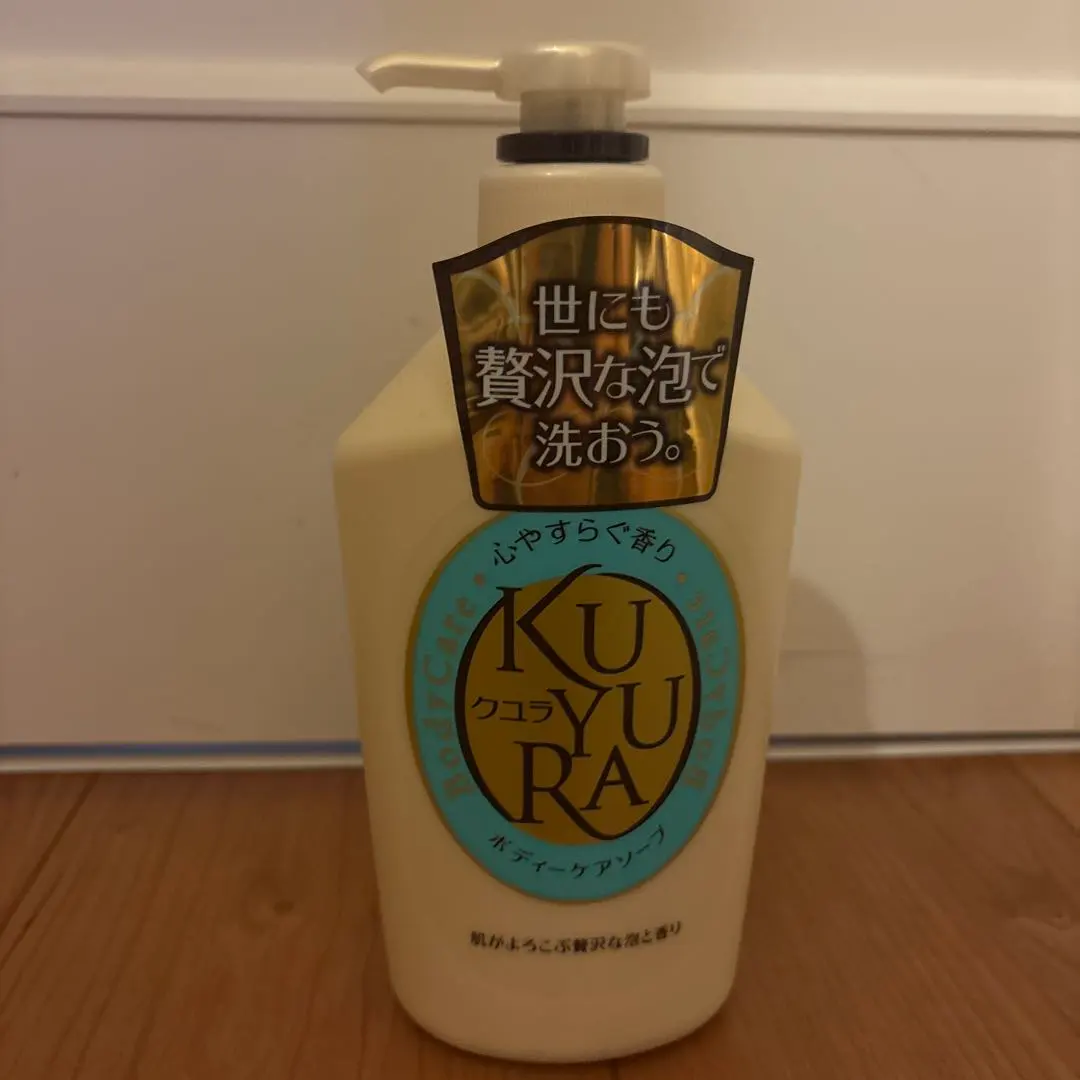 世にも
贅沢な泡で
洗おう。
心やすらぐ香り
BodyCare
BodyCare
KU
クユラ
YU
RA
ボディーケアソープ
肌がよろこぶ贅沢な泡と香り